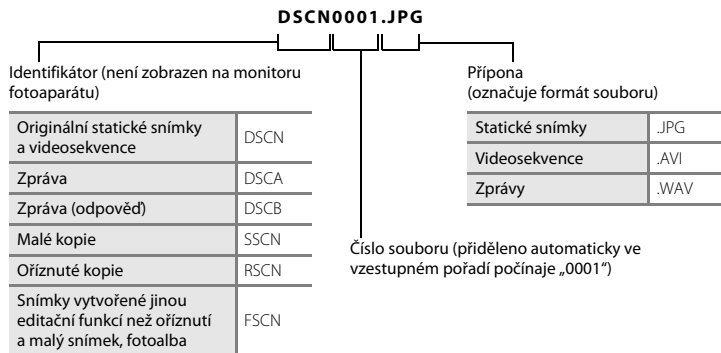 DSCN0001.JPG
Identifikátor (není zobrazen na monitoru
fotoaparátu)
Originální statické snímky
a videosekvence
DSCN
Zpráva
DSCA
Zpráva (odpověď)
DSCB
Malé kopie
SSCN
Oříznuté kopie
RSCN
Snímky vytvořené jinou
editační funkcí než oříznutí
a malý snímek, fotoalba
FSCN
Číslo souboru (přiděleno automaticky ve
vzestupném pořadí počínaje „0001“)
Přípona
(označuje formát souboru)
Statické snímky
.JPG
Videosekvence
.AVI
Zprávy
.WAV